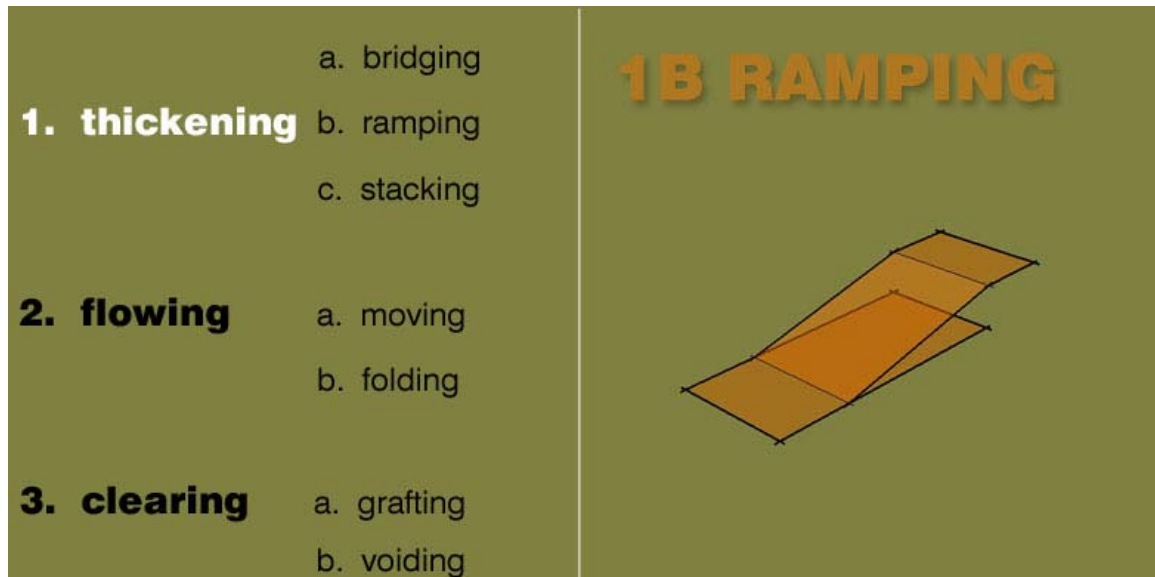 a. bridging
1. thickening b. ramping
c. stacking
2. flowing a. moving
b. folding
3. clearing a. grafting
b. voiding
1B RAMPING